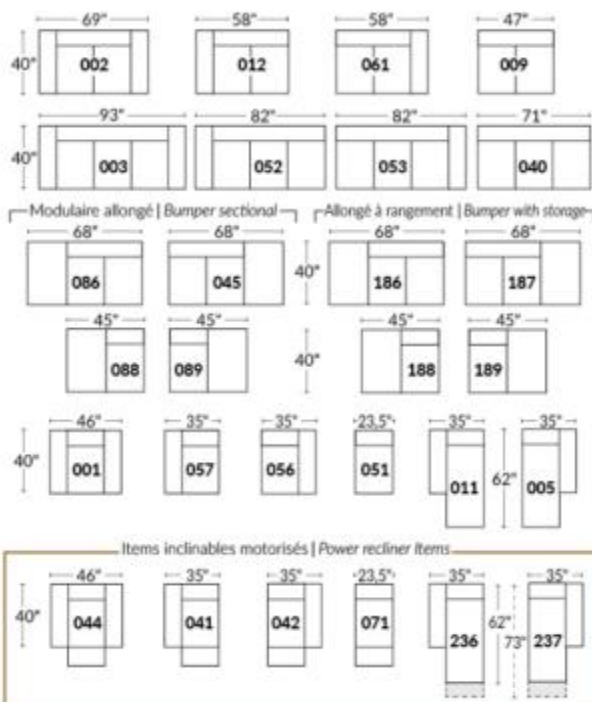 69" 58" 58" 47"
40" 002 012 061 009
93" 82" 82" 71"
40" 003 052 053 040
Modulaire allongé | Bumper sectional Allongé à rangement | Bumper with storage
68" 68" 68" 68"
086 045 40" 186 187
45" 45" 45" 45"
088 089 40" 188 189
46" 35" 35" 23.5" 35" 35"
40" 001 057 056 051 011 62" 005
Items inclinables motorisés | Power recliner Items
46" 35" 35" 23.5" 35" 35"
40" 044 041 042 071 236 62" 73" 237